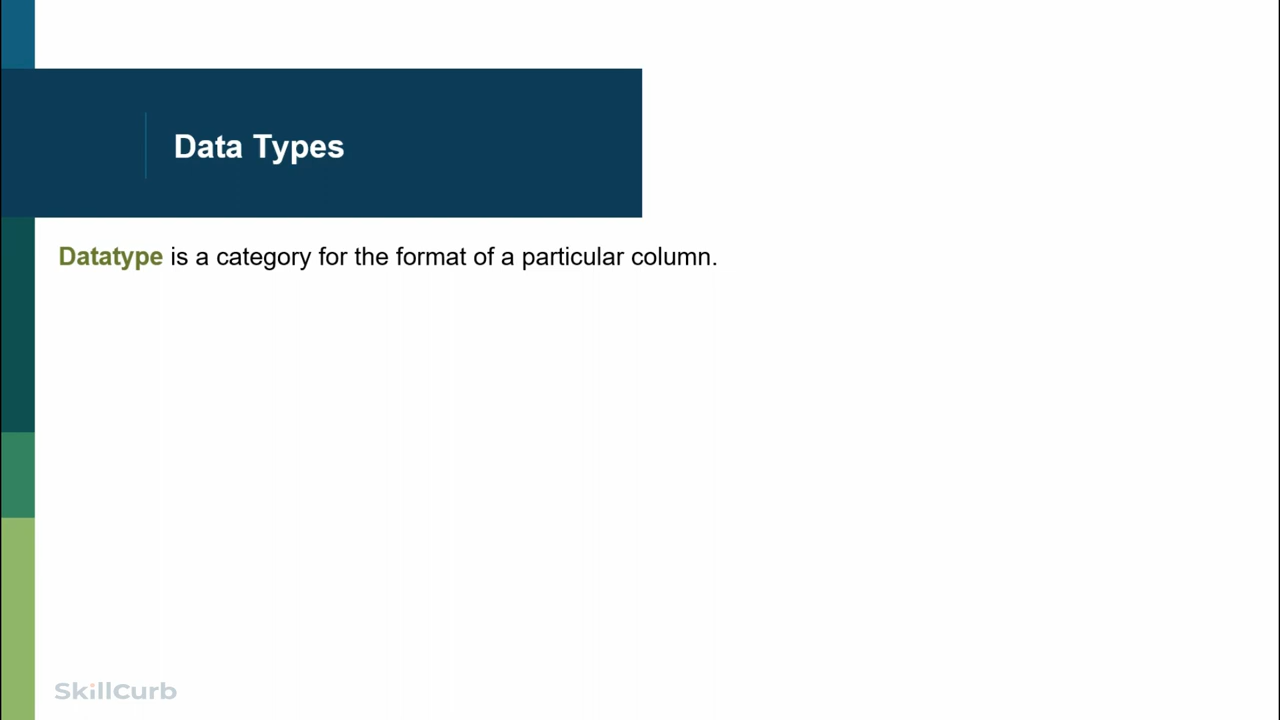 Data Types
Datatype is a category for the format of a particular column.
SkillCurb